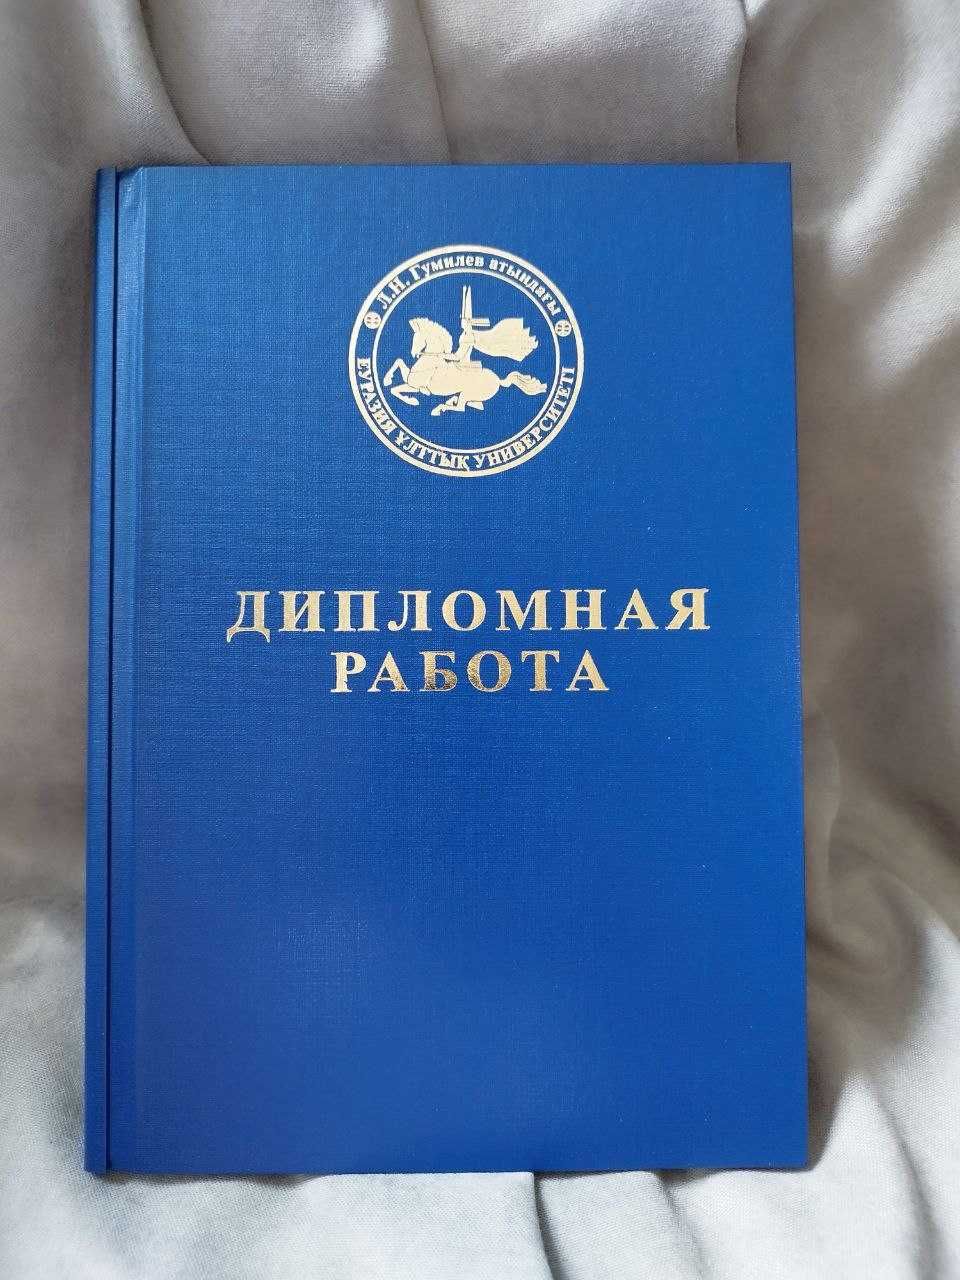 Л.Н. Гумилев атындағы
ЕУРАЗИЯ ҰЛТТЫҚ УНИВЕРСИТЕТІ
ДИПЛОМНАЯ
РАБОТА